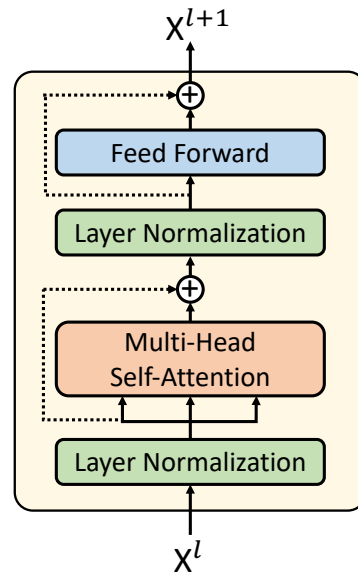 X^{l+1}
Feed Forward
Layer Normalization
Multi-Head
Self-Attention
Layer Normalization
X^l